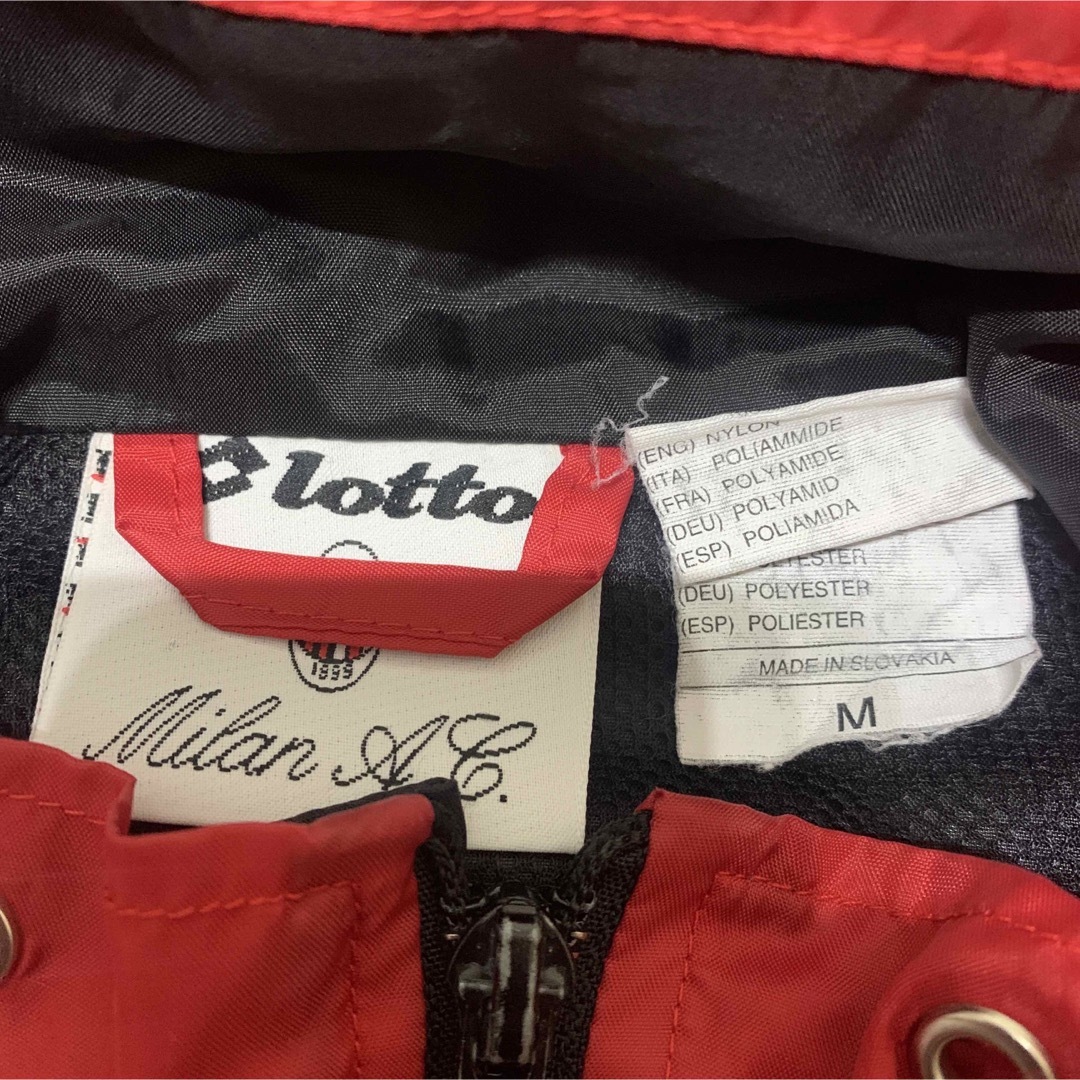 lotto
1899
Milan A.C.
(ENG) NYLON
(ITA) POLIAMMIDE
(FRA) POLYAMIDE
(DEU) POLYAMID
(ESP) POLIAMIDA
(DEU) POLYESTER
(ESP) POLIESTER
MADE IN SLOVAKIA
M